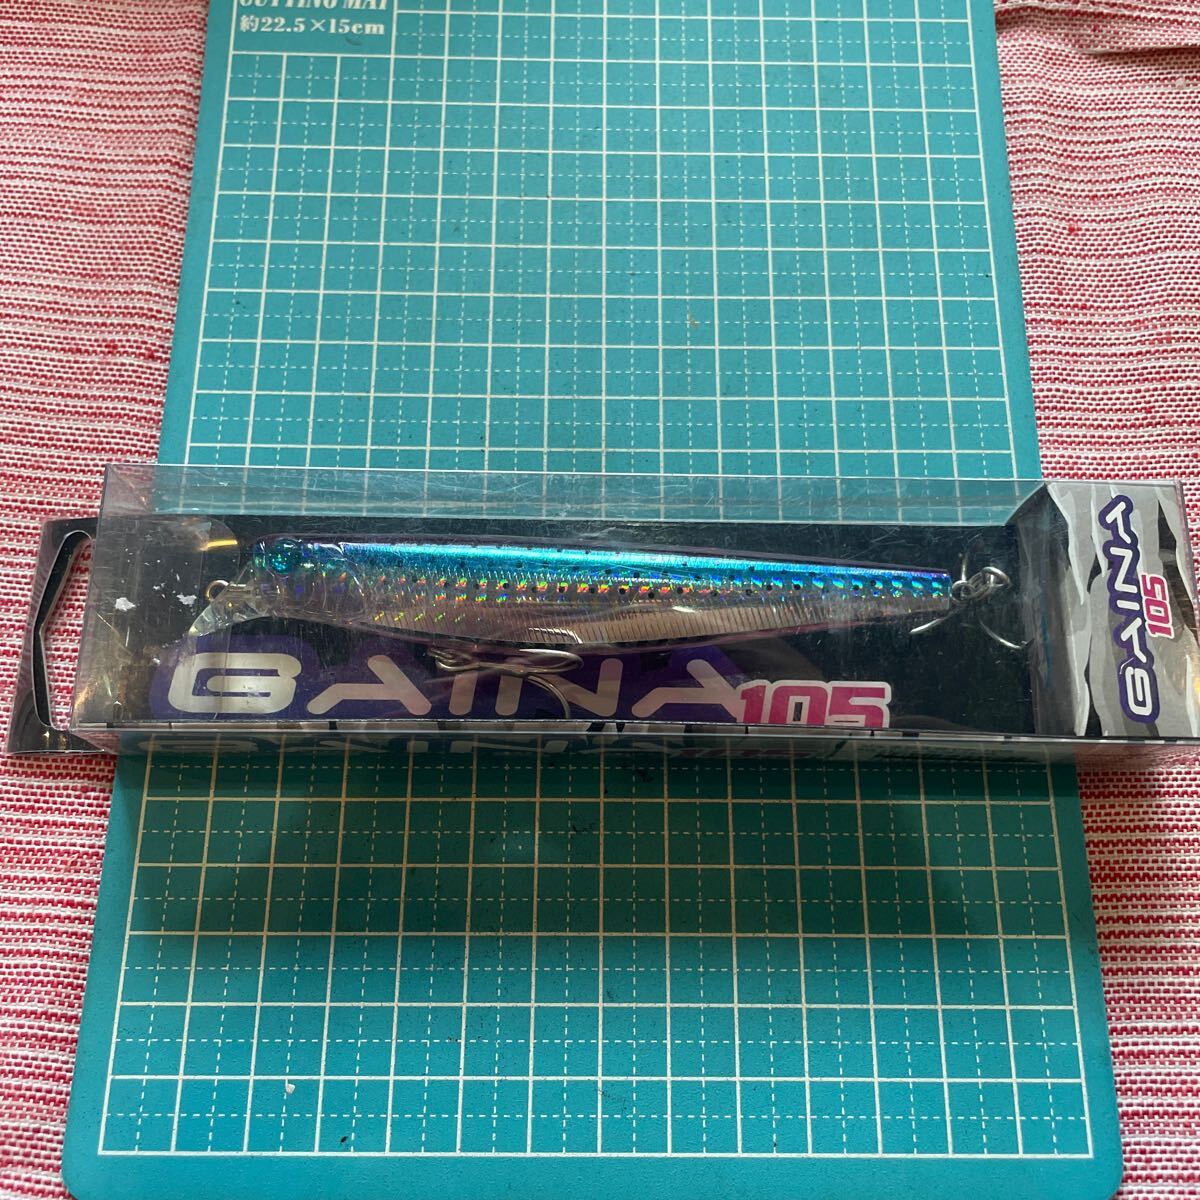 CUTTING MAT
約22.5×15cm
GAINA 105
GAINA 105